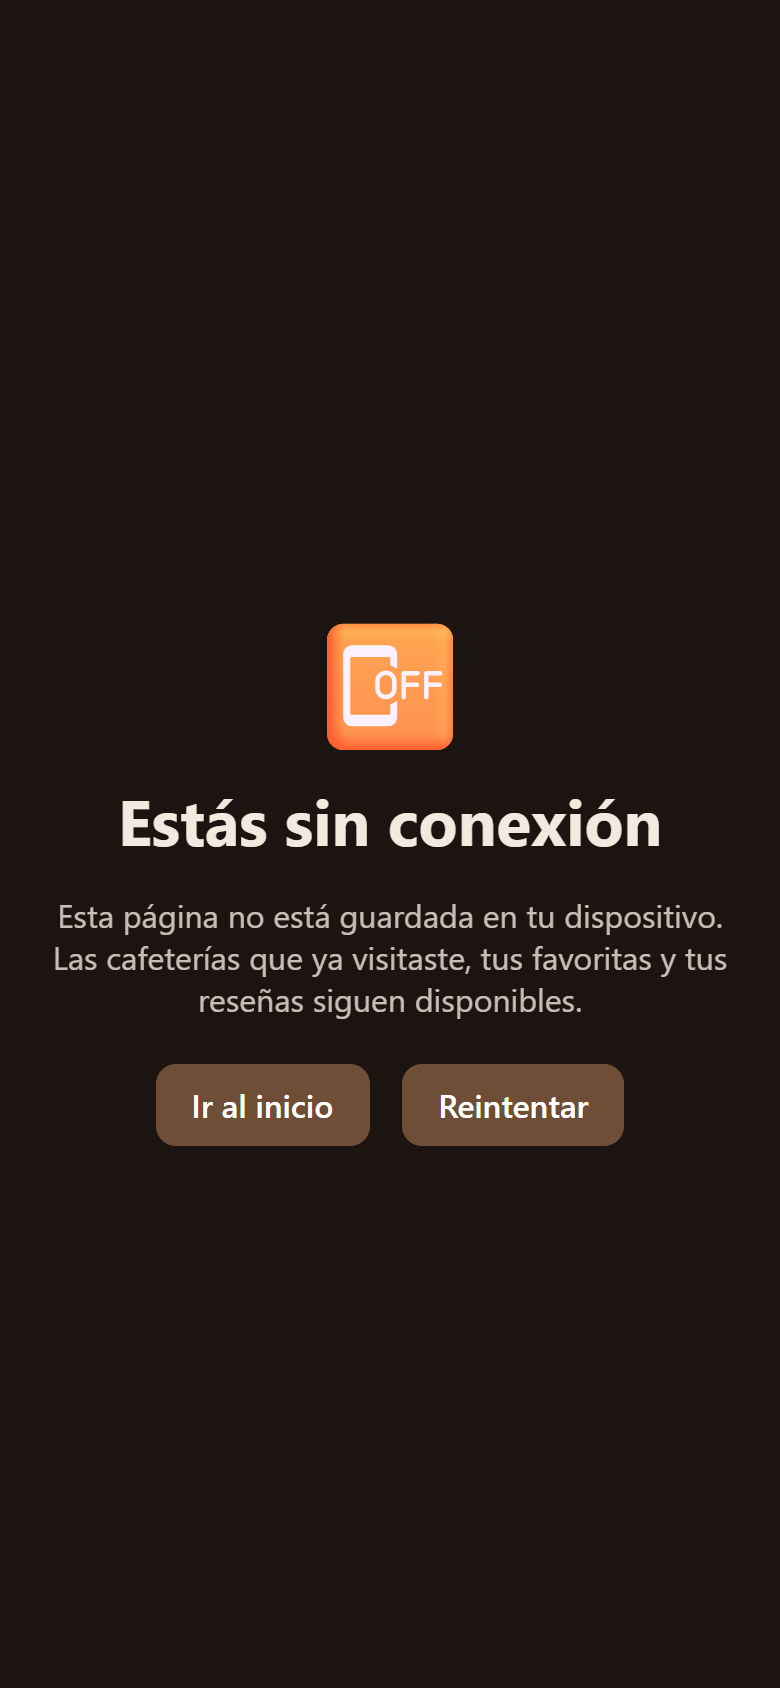 OFF
Estás sin conexión
Esta página no está guardada en tu dispositivo.
Las cafeterías que ya visitaste, tus favoritas y tus
reseñas siguen disponibles.
Ir al inicio
Reintentar